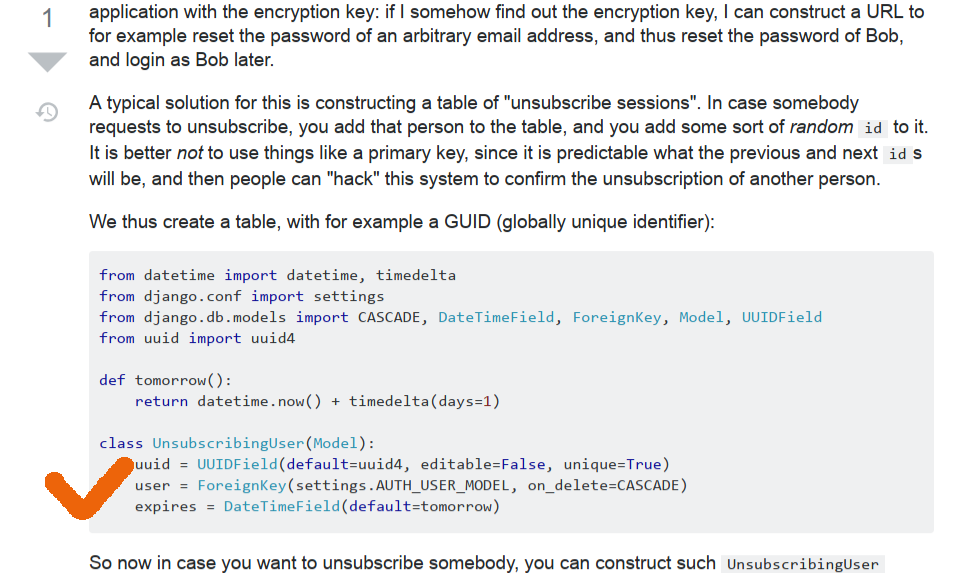 1
application with the encryption key: if I somehow find out the encryption key, I can construct a URL to
for example reset the password of an arbitrary email address, and thus reset the password of Bob,
and login as Bob later.
A typical solution for this is constructing a table of "unsubscribe sessions". In case somebody
requests to unsubscribe, you add that person to the table, and you add some sort of random id to it.
It is better not to use things like a primary key, since it is predictable what the previous and next id s
will be, and then people can "hack" this system to confirm the unsubscription of another person.
We thus create a table, with for example a GUID (globally unique identifier):
from datetime import datetime, timedelta
from django.conf import settings
from django.db.models import CASCADE, DateTimeField, ForeignKey, Model, UUIDField
from uuid import uuid4
def tomorrow():
    return datetime.now() + timedelta(days=1)
class UnsubscribingUser(Model):
    uuid = UUIDField(default=uuid4, editable=False, unique=True)
    user = ForeignKey(settings.AUTH_USER_MODEL, on_delete=CASCADE)
    expires = DateTimeField(default=tomorrow)
So now in case you want to unsubscribe somebody, you can construct such UnsubscribingUser